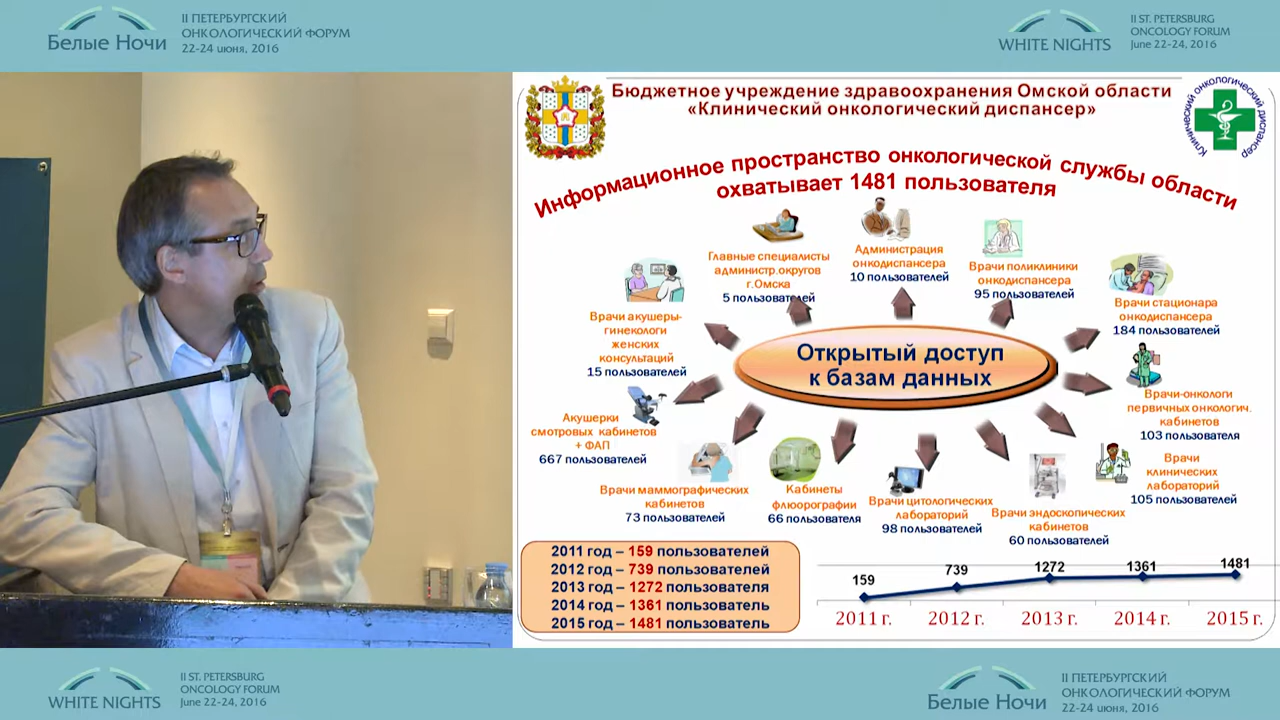 Белые Ночи
II ПЕТЕРБУРГСКИЙ
ОНКОЛОГИЧЕСКИЙ ФОРУМ
22-24 июня, 2016
WHITE NIGHTS
II ST. PETERSBURG
ONCOLOGY FORUM
June 22-24, 2016
Бюджетное учреждение здравоохранения Омской области
«Клинический онкологический диспансер»
Клинический онкологический диспансер
Информационное пространство онкологической службы области
охватывает 1481 пользователя
Главные специалисты
администр.округов
г.Омска
5 пользователей
Администрация
онкодиспансера
10 пользователей
Врачи поликлиники
онкодиспансера
95 пользователей
Врачи стационара
онкодиспансера
184 пользователей
Врачи акушеры-
гинекологи
женских
консультаций
15 пользователей
Открытый доступ
к базам данных
Врачи-онкологи
первичных онкологич.
кабинетов
103 пользователя
Акушерки
смотровых кабинетов
+ ФАП
667 пользователей
Врачи
клинических
лабораторий
105 пользователей
Врачи маммографических
кабинетов
73 пользователей
Кабинеты
флюорографии
66 пользователя
Врачи цитологических
лабораторий
98 пользователей
Врачи эндоскопических
кабинетов
60 пользователей
2011 год – 159 пользователей
2012 год – 739 пользователей
2013 год – 1272 пользователя
2014 год – 1361 пользователь
2015 год – 1481 пользователь
159 739 1272 1361 1481
2011 г. 2012 г. 2013 г. 2014 г. 2015 г.
WHITE NIGHTS
II ST. PETERSBURG
ONCOLOGY FORUM
June 22-24, 2016
Белые Ночи
II ПЕТЕРБУРГСКИЙ
ОНКОЛОГИЧЕСКИЙ ФОРУМ
22-24 июня, 2016